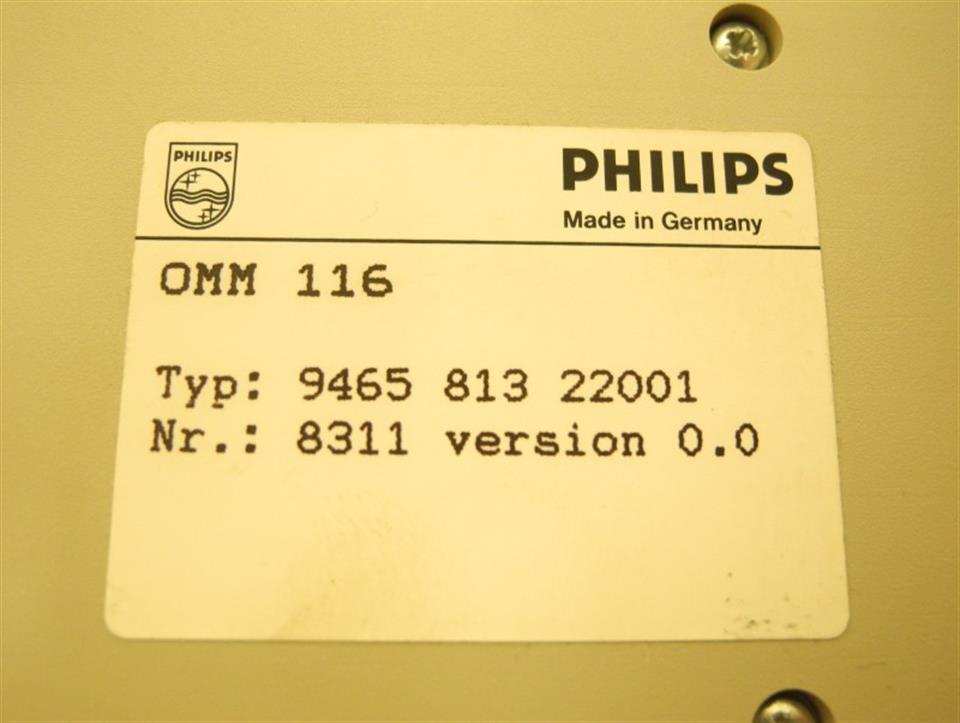 PHILIPS
PHILIPS
Made in Germany
OMM 116
Typ: 9465 813 22001
Nr.: 8311 version 0.0